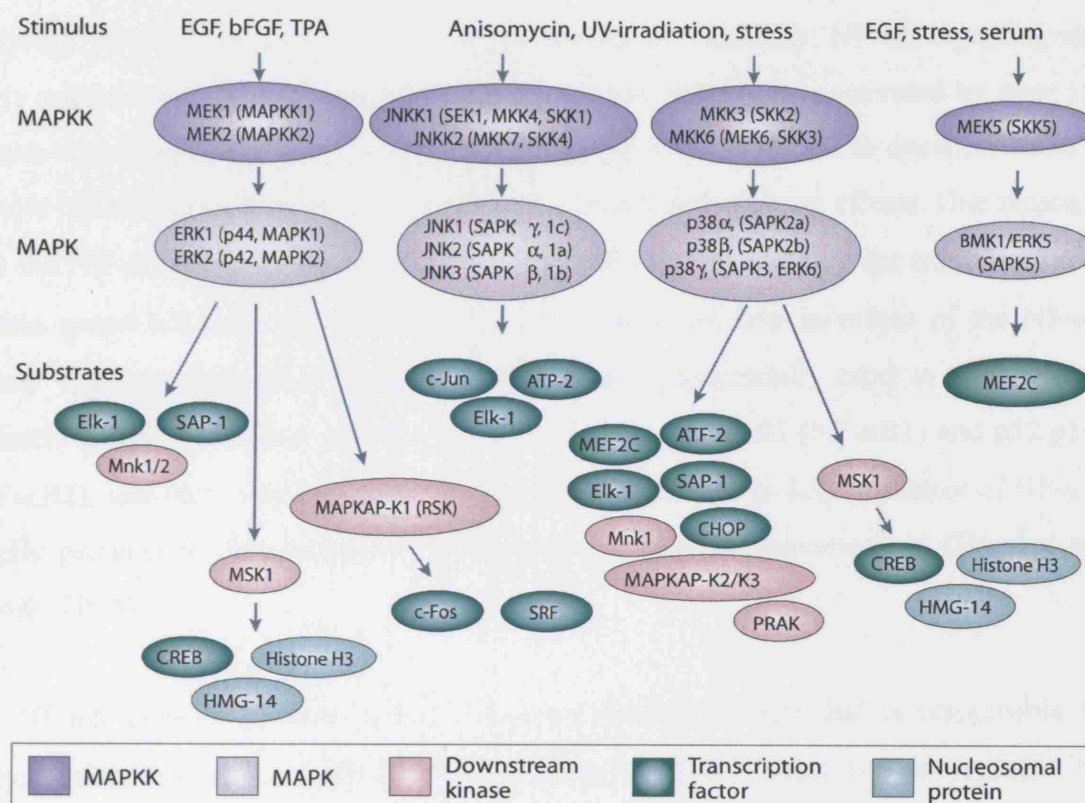 Stimulus
EGF, bFGF, TPA
Anisomycin, UV-irradiation, stress
EGF, stress, serum
MAPKK
MEK1 (MAPKK1)
MEK2 (MAPKK2)
JNKK1 (SEK1, MKK4, SKK1)
JNKK2 (MKK7, SKK4)
MKK3 (SKK2)
MKK6 (MEK6, SKK3)
MEK5 (SKK5)
MAPK
ERK1 (p44, MAPK1)
ERK2 (p42, MAPK2)
JNK1 (SAPK γ, 1c)
JNK2 (SAPK α, 1a)
JNK3 (SAPK β, 1b)
p38α, (SAPK2a)
p38β, (SAPK2b)
p38γ, (SAPK3, ERK6)
BMK1/ERK5
(SAPK5)
Substrates
Elk-1
SAP-1
Mnk1/2
MAPKAP-K1 (RSK)
MSK1
c-Fos
SRF
CREB
Histone H3
HMG-14
c-Jun
ATP-2
Elk-1
MEF2C
ATF-2
Elk-1
SAP-1
Mnk1
CHOP
MAPKAP-K2/K3
PRAK
MSK1
CREB
Histone H3
HMG-14
MEF2C
MAPKK
MAPK
Downstream
kinase
Transcription
factor
Nucleosomal
protein